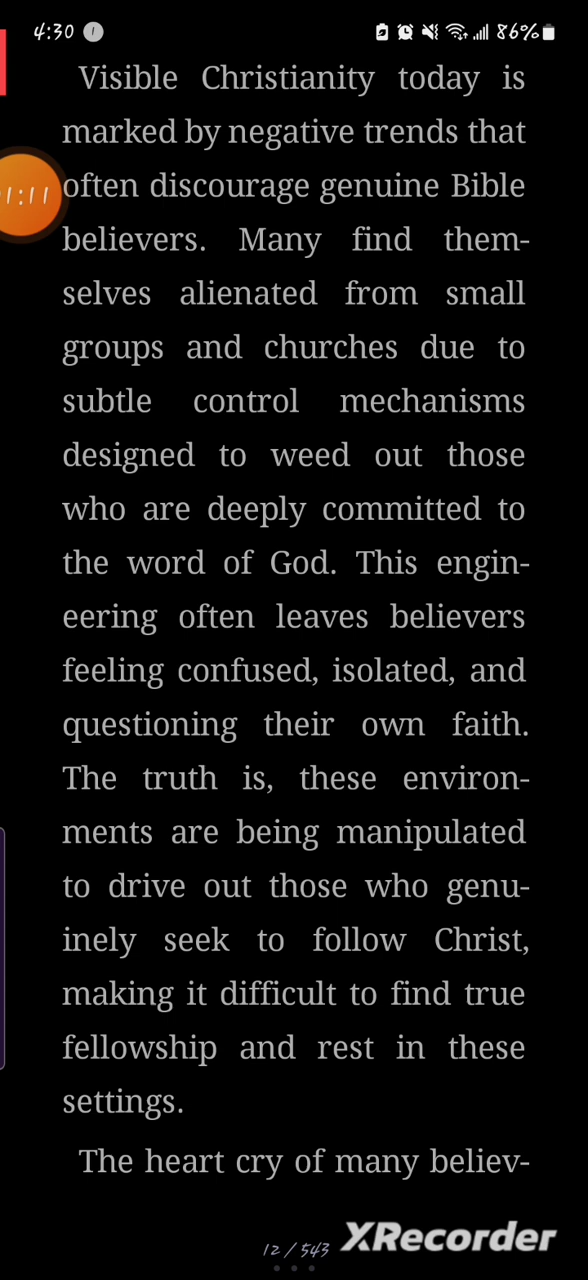 4:30
86%
Visible Christianity today is
marked by negative trends that
1:11
often discourage genuine Bible
believers. Many find them-
selves alienated from small
groups and churches due to
subtle control mechanisms
designed to weed out those
who are deeply committed to
the word of God. This engin-
eering often leaves believers
feeling confused, isolated, and
questioning their own faith.
The truth is, these environ-
ments are being manipulated
to drive out those who genu-
inely seek to follow Christ,
making it difficult to find true
fellowship and rest in these
settings.
The heart cry of many believ-
12 / 543
XRecorder